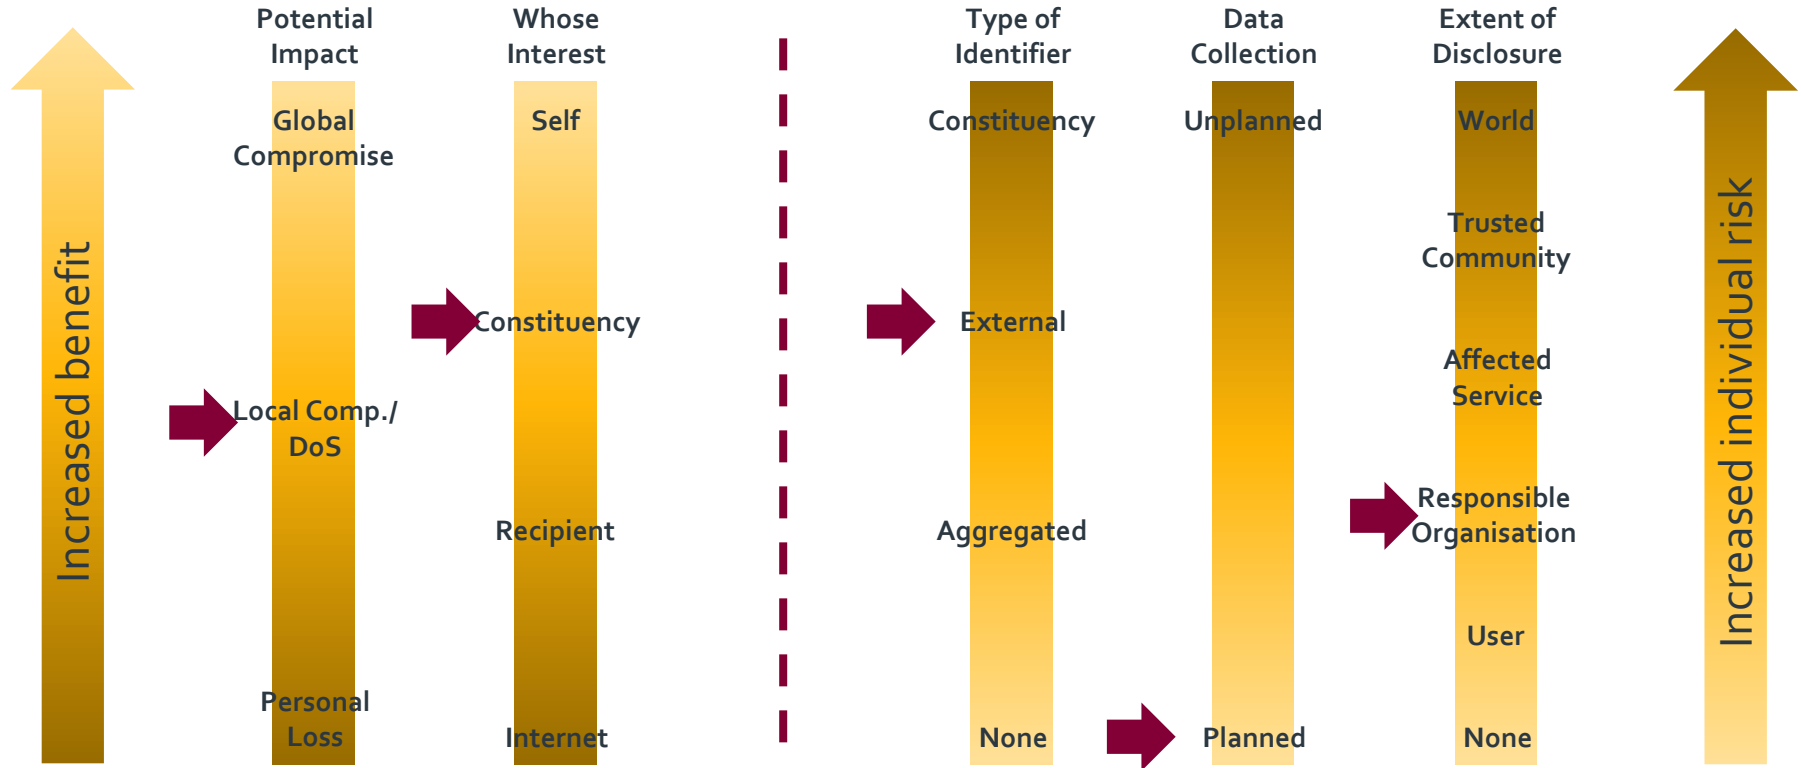 Increased benefit
Potential
Impact
Global
Compromise
Local Comp./
DoS
Personal
Loss
Whose
Interest
Self
Constituency
Recipient
Internet
Type of
Identifier
Constituency
External
Aggregated
None
Data
Collection
Unplanned
Planned
Extent of
Disclosure
World
Trusted
Community
Affected
Service
Responsible
Organisation
User
None
Increased individual risk